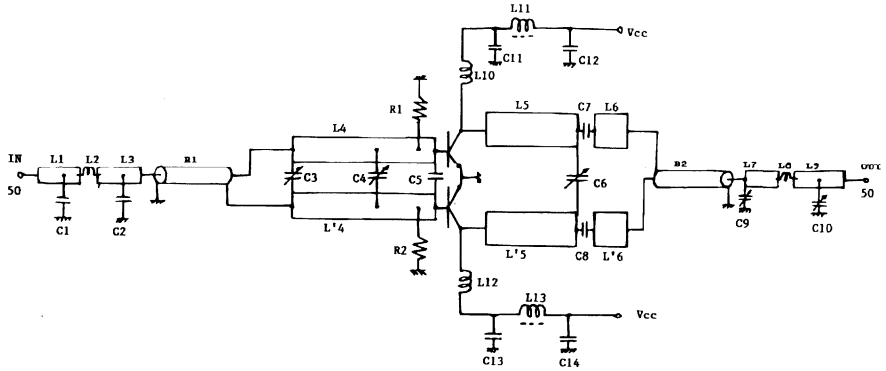 L11
Vcc
C11
C12
L10
R1
L5
C7
L6
L4
IN
L1
L2
L3
B1
B2
L7
L8
L9
OUT
50
C3
C4
C5
C6
50
C1
C2
C9
C10
L'4
R2
L'5
C8
L'6
L12
L13
Vcc
C13
C14